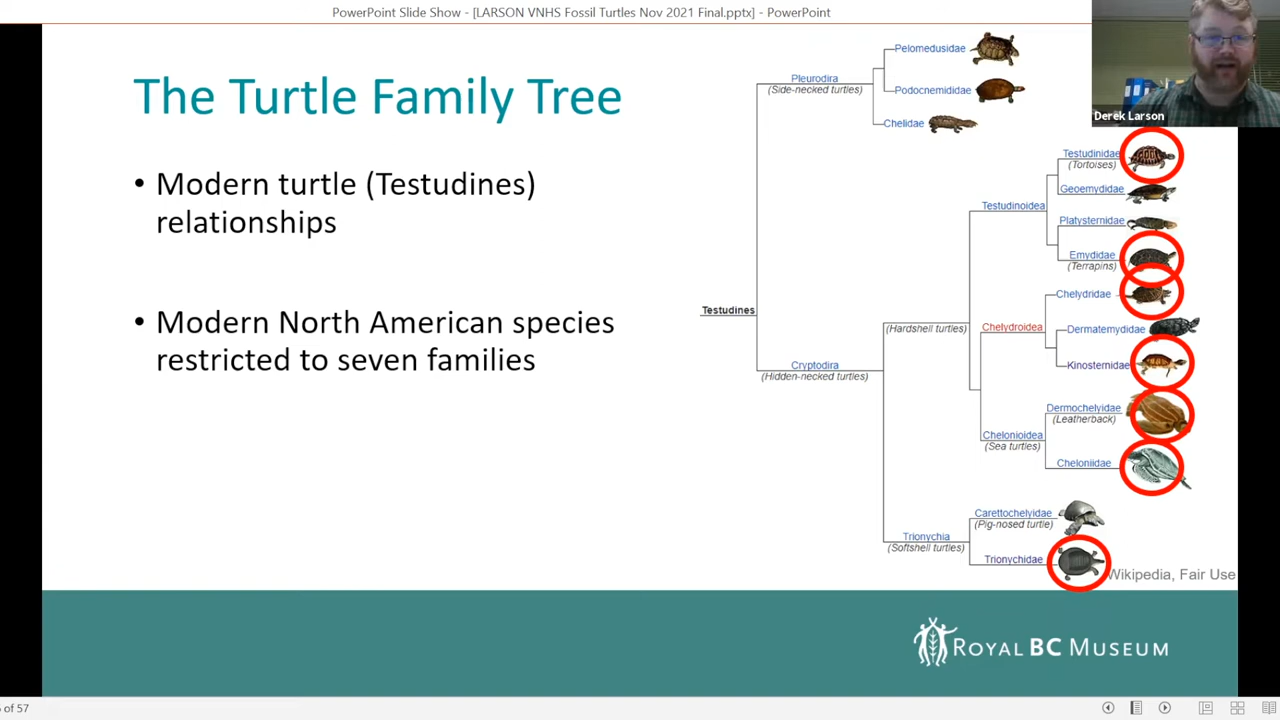 PowerPoint Slide Show - [LARSON VNHS Fossil Turtles Nov 2021 Final.pptx] - PowerPoint
Derek Larson
The Turtle Family Tree
• Modern turtle (Testudines)
relationships
• Modern North American species
restricted to seven families
Testudines
Pleurodira
(Side-necked turtles)
Pelomedusidae
Podocnemididae
Chelidae
Cryptodira
(Hidden-necked turtles)
(Hardshell turtles)
Testudinoidea
Testudinidae
(Tortoises)
Geoemydidae
Platysternidae
Emydidae
(Terrapins)
Chelydroidea
Chelydridae
Dermatemydidae
Kinosternidae
Chelonioidea
(Sea turtles)
Dermochelyidae
(Leatherback)
Cheloniidae
Trionychia
(Softshell turtles)
Carettochelyidae
(Pig-nosed turtle)
Trionychidae
Wikipedia, Fair Use
ROYAL BC MUSEUM
of 57